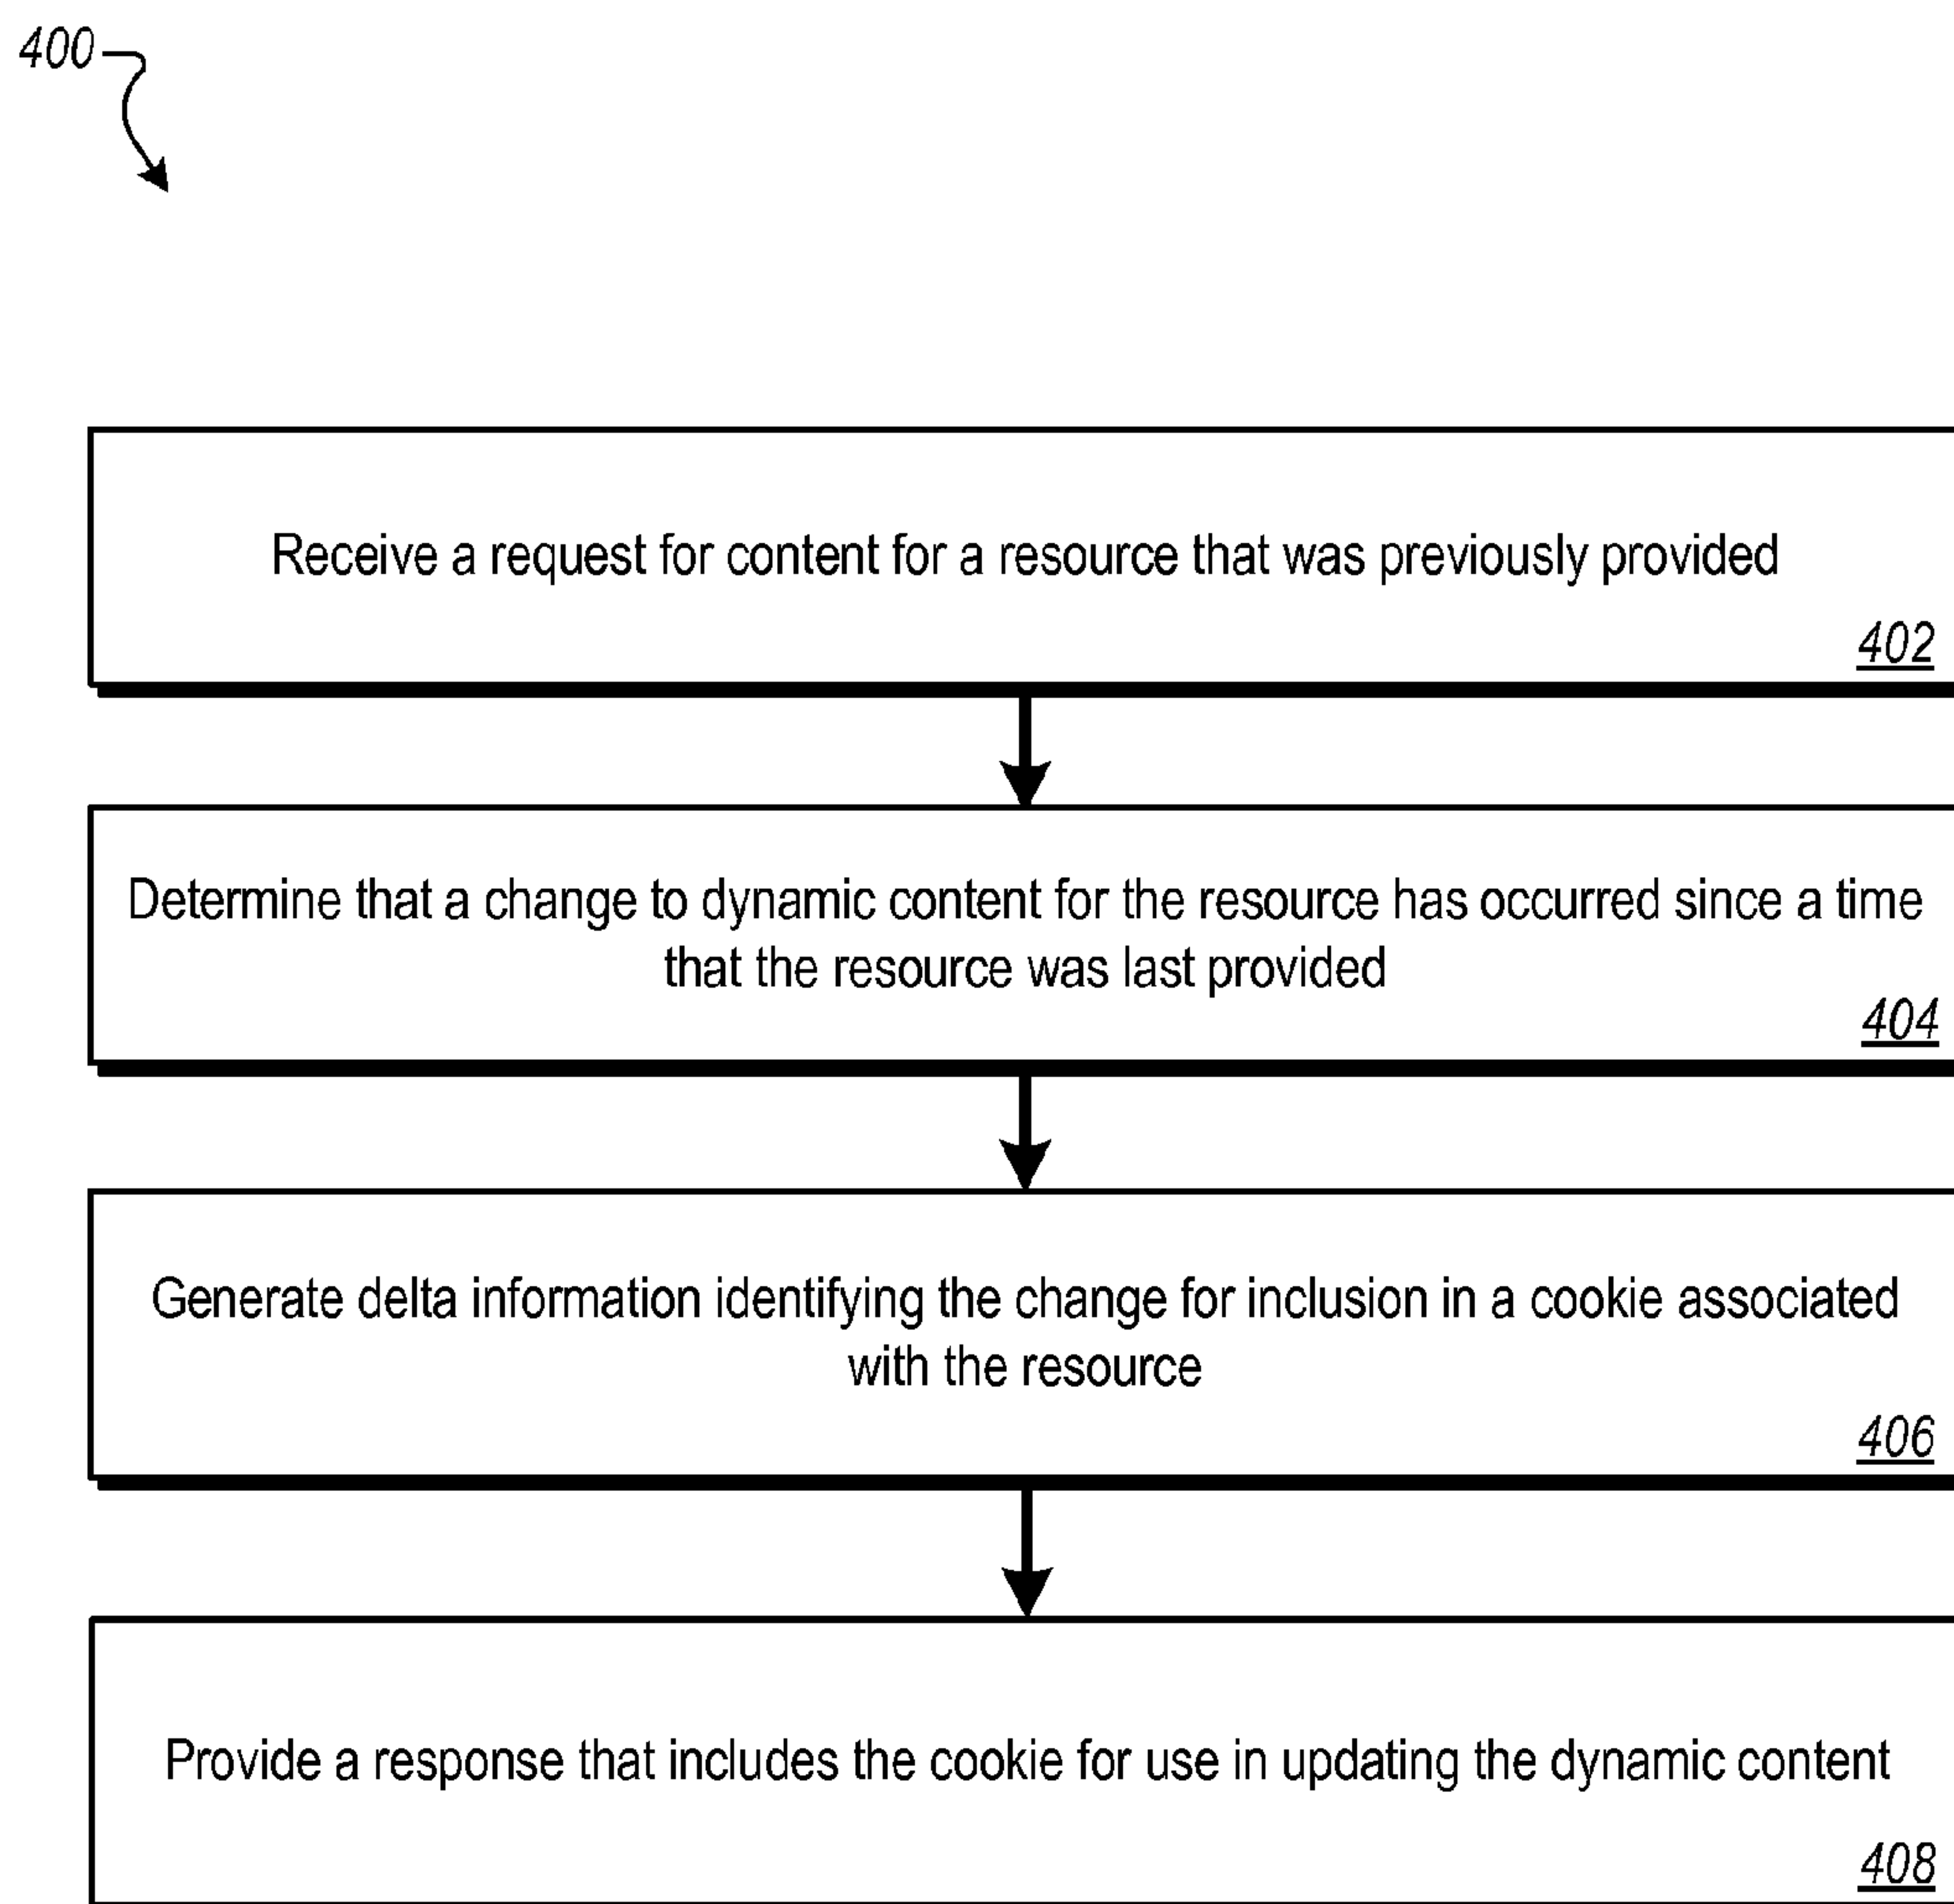 400
Receive a request for content for a resource that was previously provided
402
Determine that a change to dynamic content for the resource has occurred since a time
that the resource was last provided
404
Generate delta information identifying the change for inclusion in a cookie associated
with the resource
406
Provide a response that includes the cookie for use in updating the dynamic content
408